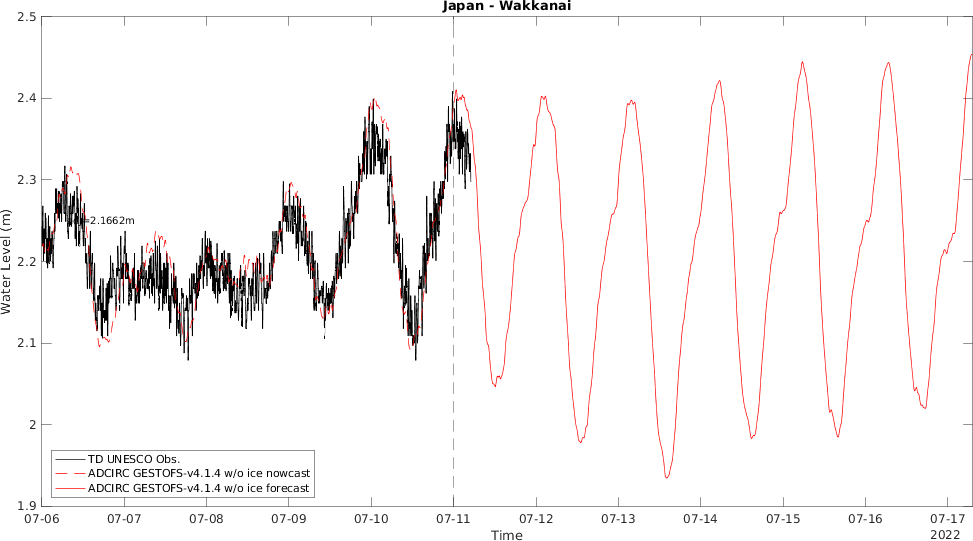 Japan - Wakkanai
2.5
2.4
2.3
2.2
2.1
2
1.9
Water Level (m)
=2.1662m
TD UNESCO Obs.
ADCIRC GESTOFS-v4.1.4 w/o ice nowcast
ADCIRC GESTOFS-v4.1.4 w/o ice forecast
07-06
07-07
07-08
07-09
07-10
07-11
07-12
07-13
07-14
07-15
07-16
07-17
Time
2022